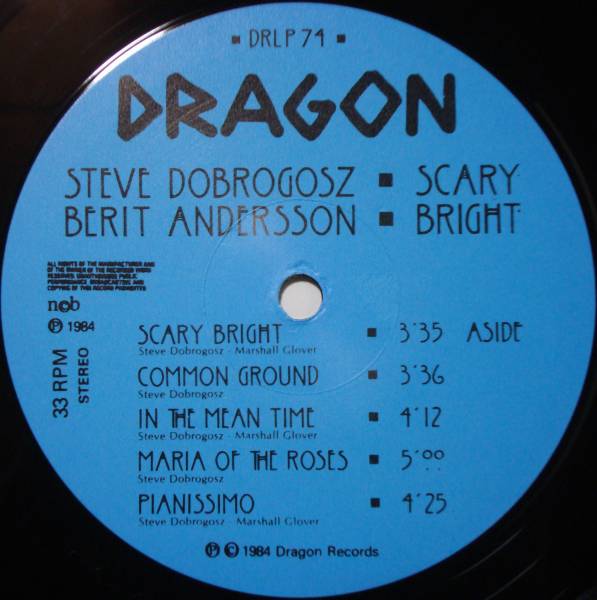 ▪ DRLP 74 ▪
DRAGON
STEVE DOBROGOSZ ▪ SCARY
BERIT ANDERSSON ▪ BRIGHT
ALL RIGHTS OF THE MANUFACTURER AND
OF THE OWNER OF THE RECORDED WORK
RESERVED. UNAUTHORISED PUBLIC
PERFORMANCE, BROADCASTING AND
COPYING OF THIS RECORD PROHIBITED
n©b
℗ 1984
33 RPM
STEREO
SCARY BRIGHT ▪ 3'35 ASIDE
Steve Dobrogosz - Marshall Glover
COMMON GROUND ▪ 3'36
Steve Dobrogosz
IN THE MEAN TIME ▪ 4'12
Steve Dobrogosz - Marshall Glover
MARIA OF THE ROSES ▪ 5'00
Steve Dobrogosz
PIANISSIMO ▪ 4'25
Steve Dobrogosz - Marshall Glover
℗ © 1984 Dragon Records